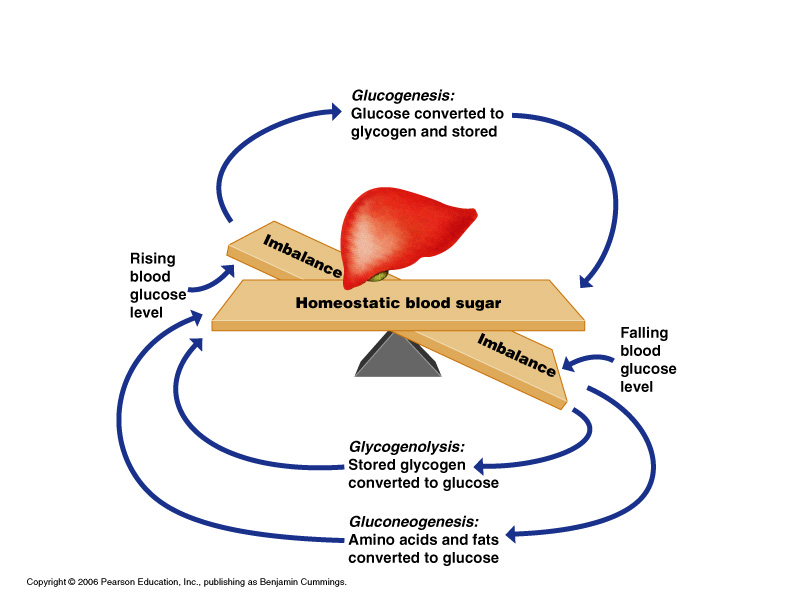 Glucogenesis:
Glucose converted to
glycogen and stored
Imbalance
Rising
blood
glucose
level
Homeostatic blood sugar
Imbalance
Falling
blood
glucose
level
Glycogenolysis:
Stored glycogen
converted to glucose
Gluconeogenesis:
Amino acids and fats
converted to glucose
Copyright © 2006 Pearson Education, Inc., publishing as Benjamin Cummings.